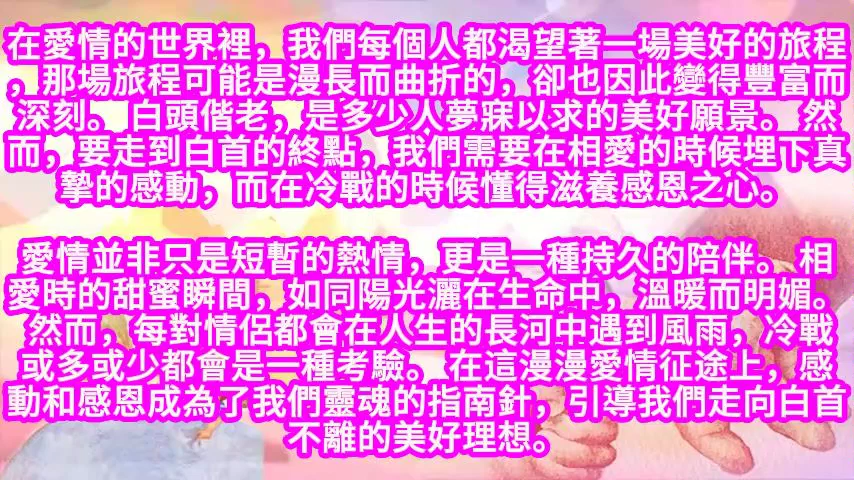 在愛情的世界裡，我們每個人都渴望著一場美好的旅程
，那場旅程可能是漫長而曲折的，卻也因此變得豐富而
深刻。 白頭偕老，是多少人夢寐以求的美好願景。 然
而，要走到白首的終點，我們需要在相愛的時候埋下真
摯的感動，而在冷戰的時候懂得滋養感恩之心。
愛情並非只是短暫的熱情，更是一種持久的陪伴。 相
愛時的甜蜜瞬間，如同陽光灑在生命中，溫暖而明媚。
然而，每對情侶都會在人生的長河中遇到風雨，冷戰
或多或少都會是一種考驗。 在這漫漫愛情征途上，感
動和感恩成為了我們靈魂的指南針，引導我們走向白首
不離的美好理想。